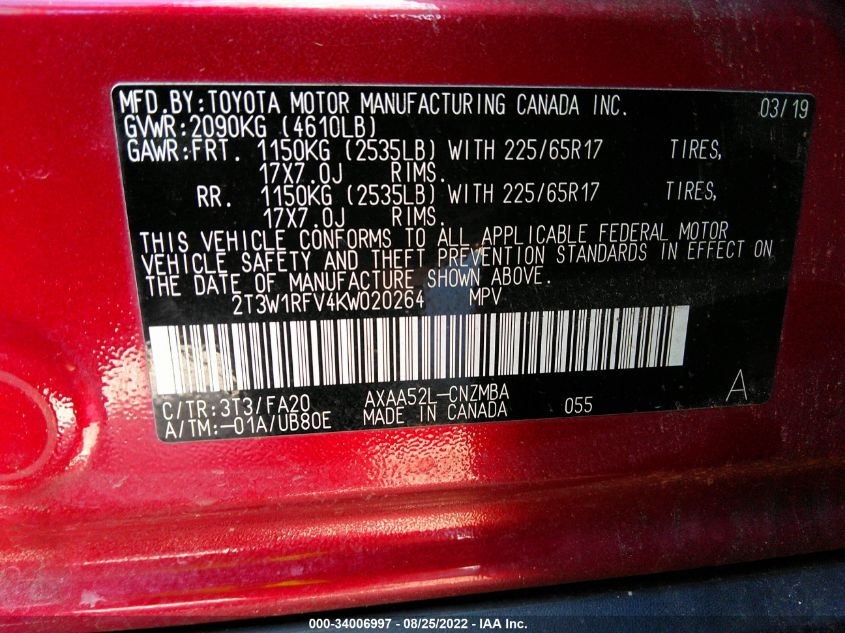 MFD.BY:TOYOTA MOTOR MANUFACTURING CANADA INC. 03/19
GVWR:2090KG (4610LB)
GAWR:FRT. 1150KG (2535LB) WITH 225/65R17 TIRES,
17X7.0J RIMS.
RR. 1150KG (2535LB) WITH 225/65R17 TIRES,
17X7.0J RIMS.
THIS VEHICLE CONFORMS TO ALL APPLICABLE FEDERAL MOTOR
VEHICLE SAFETY AND THEFT PREVENTION STANDARDS IN EFFECT ON
THE DATE OF MANUFACTURE SHOWN ABOVE.
2T3W1RFV4KW020264 MPV
C/TR:3T3/FA20 AXAA52L-CNZMBA A
A/TM:-01A/UB80E MADE IN CANADA 055
000-34006997 - 08/25/2022 - IAA Inc.